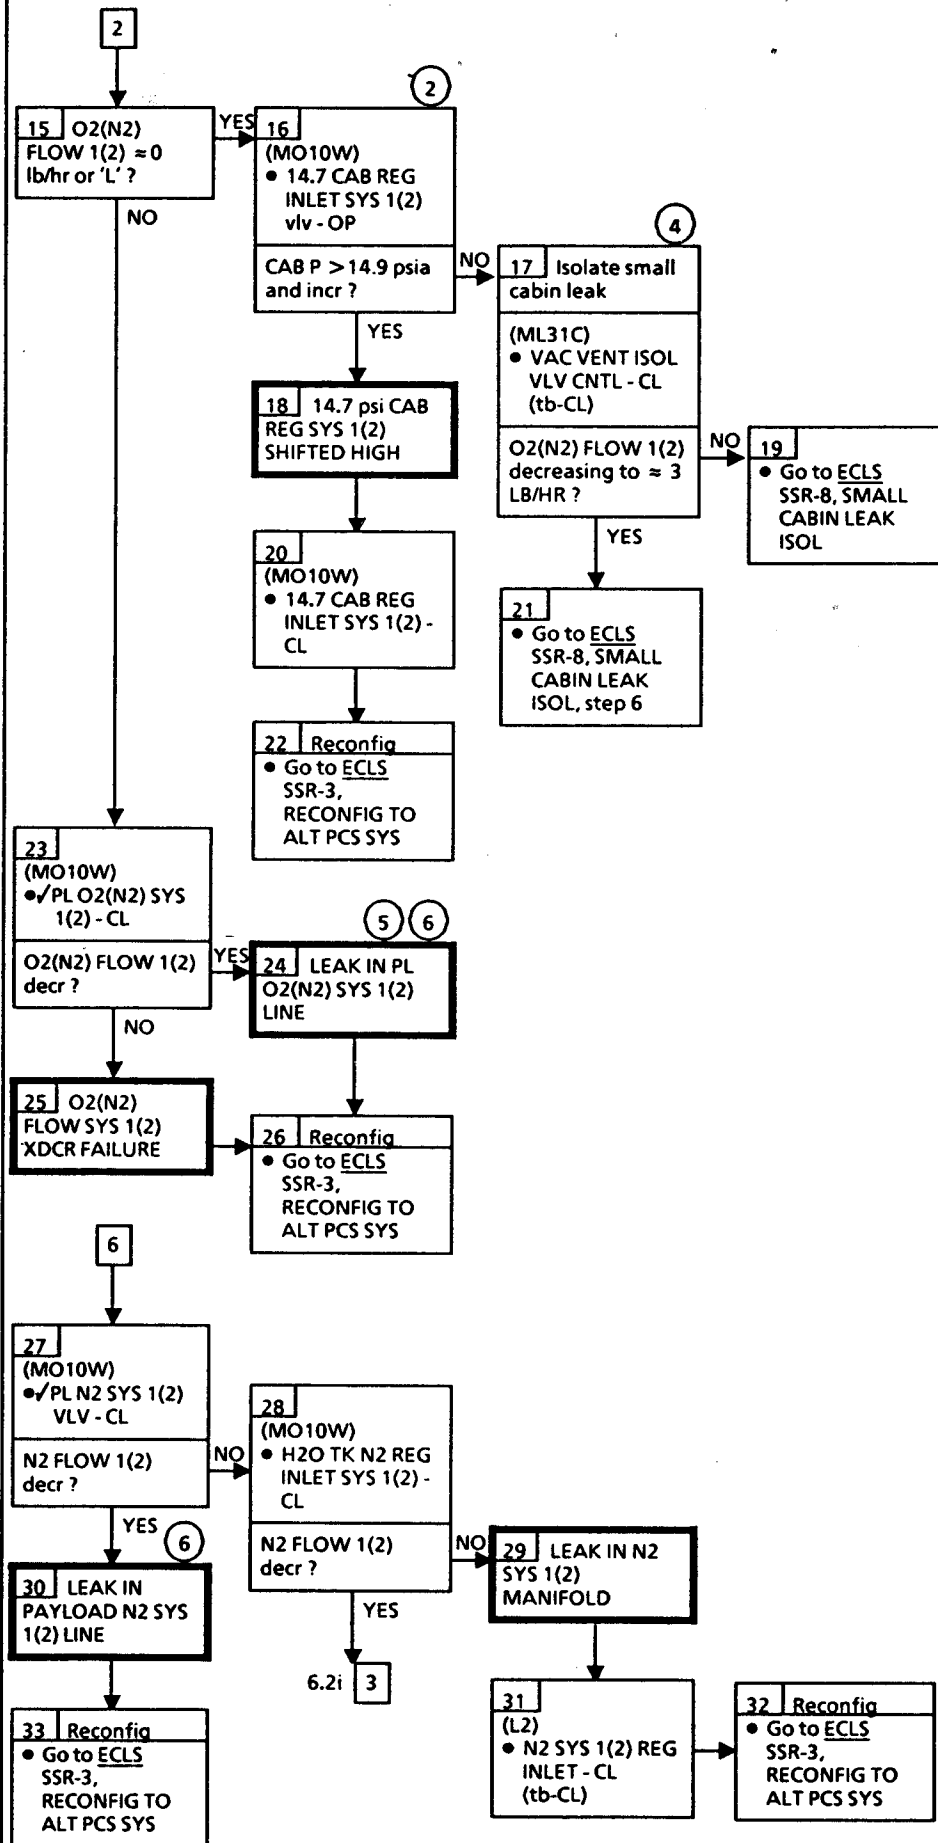 2
2
15 O2(N2)
FLOW 1(2) ≈ 0
lb/hr or 'L' ?
YES
NO
16
(MO10W)
● 14.7 CAB REG
INLET SYS 1(2)
vlv - OP
CAB P > 14.9 psia
and incr ?
NO
YES
4
17 Isolate small
cabin leak
(ML31C)
● VAC VENT ISOL
VLV CNTL - CL
(tb-CL)
O2(N2) FLOW 1(2)
decreasing to ≈ 3
LB/HR ?
NO
YES
18 14.7 psi CAB
REG SYS 1(2)
SHIFTED HIGH
19
● Go to ECLS
SSR-8, SMALL
CABIN LEAK
ISOL
20
(MO10W)
● 14.7 CAB REG
INLET SYS 1(2) -
CL
21
● Go to ECLS
SSR-8, SMALL
CABIN LEAK
ISOL, step 6
22 Reconfig
● Go to ECLS
SSR-3,
RECONFIG TO
ALT PCS SYS
23
(MO10W)
●√PL O2(N2) SYS
1(2) - CL
O2(N2) FLOW 1(2)
decr ?
YES
NO
5 6
24 LEAK IN PL
O2(N2) SYS 1(2)
LINE
25 O2(N2)
FLOW SYS 1(2)
XDCR FAILURE
26 Reconfig
● Go to ECLS
SSR-3,
RECONFIG TO
ALT PCS SYS
6
27
(MO10W)
●√PL N2 SYS 1(2)
VLV - CL
N2 FLOW 1(2)
decr ?
NO
YES
28
(MO10W)
● H2O TK N2 REG
INLET SYS 1(2) -
CL
N2 FLOW 1(2)
decr ?
NO
YES
29 LEAK IN N2
SYS 1(2)
MANIFOLD
6
30 LEAK IN
PAYLOAD N2 SYS
1(2) LINE
6.2i 3
31
(L2)
● N2 SYS 1(2) REG
INLET - CL
(tb-CL)
32 Reconfig
● Go to ECLS
SSR-3,
RECONFIG TO
ALT PCS SYS
33 Reconfig
● Go to ECLS
SSR-3,
RECONFIG TO
ALT PCS SYS